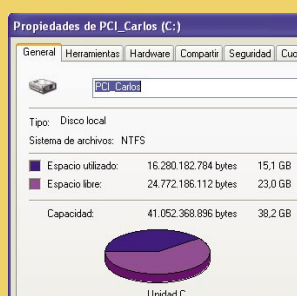 Propiedades de PCI_Carlos (C:)
General Herramientas Hardware Compartir Seguridad Cuo
PCI_Carlos
Tipo: Disco local
Sistema de archivos: NTFS
Espacio utilizado: 16.280.182.784 bytes 15,1 GB
Espacio libre: 24.772.186.112 bytes 23,0 GB
Capacidad: 41.052.368.896 bytes 38,2 GB
Unidad C